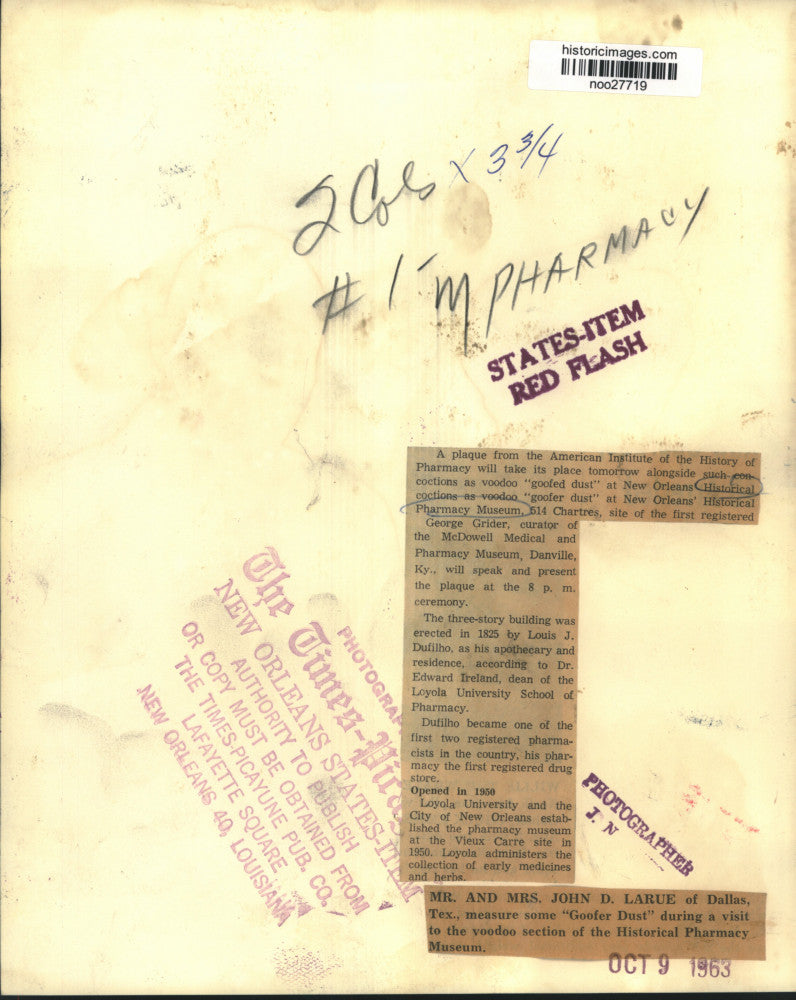 historicimages.com
noo27719
2 Cols x 3 3/4
# 1 - M PHARMACY
STATES-ITEM
RED FLASH
A plaque from the American Institute of the History of
Pharmacy will take its place tomorrow alongside such con-
coctions as voodoo "goofed dust" at New Orleans Historical
coctions as voodoo "goofer dust" at New Orleans' Historical
Pharmacy Museum, 514 Chartres, site of the first registered
George Grider, curator of
the McDowell Medical and
Pharmacy Museum, Danville,
Ky., will speak and present
the plaque at the 8 p. m.
ceremony.
The three-story building was
erected in 1825 by Louis J.
Dufilho, as his apothecary and
residence, according to Dr.
Edward Ireland, dean of the
Loyola University School of
Pharmacy.
Dufilho became one of the
first two registered pharma-
cists in the country, his phar-
macy the first registered drug
store.
Opened in 1950
Loyola University and the
City of New Orleans estab-
lished the pharmacy museum
at the Vieux Carre site in
1950. Loyola administers the
collection of early medicines
and herbs.
MR. AND MRS. JOHN D. LARUE of Dallas,
Tex., measure some "Goofer Dust" during a visit
to the voodoo section of the Historical Pharmacy
Museum.
OCT 9 1963
PHOTOGRAPHER
J. N
PHOTOGRAP
The Times-Pica
NEW ORLEANS STATES-ITEM
AUTHORITY TO PUBLISH
OR COPY MUST BE OBTAINED FROM
THE TIMES-PICAYUNE PUB. CO.
LAFAYETTE SQUARE
NEW ORLEANS 40, LOUISIANA